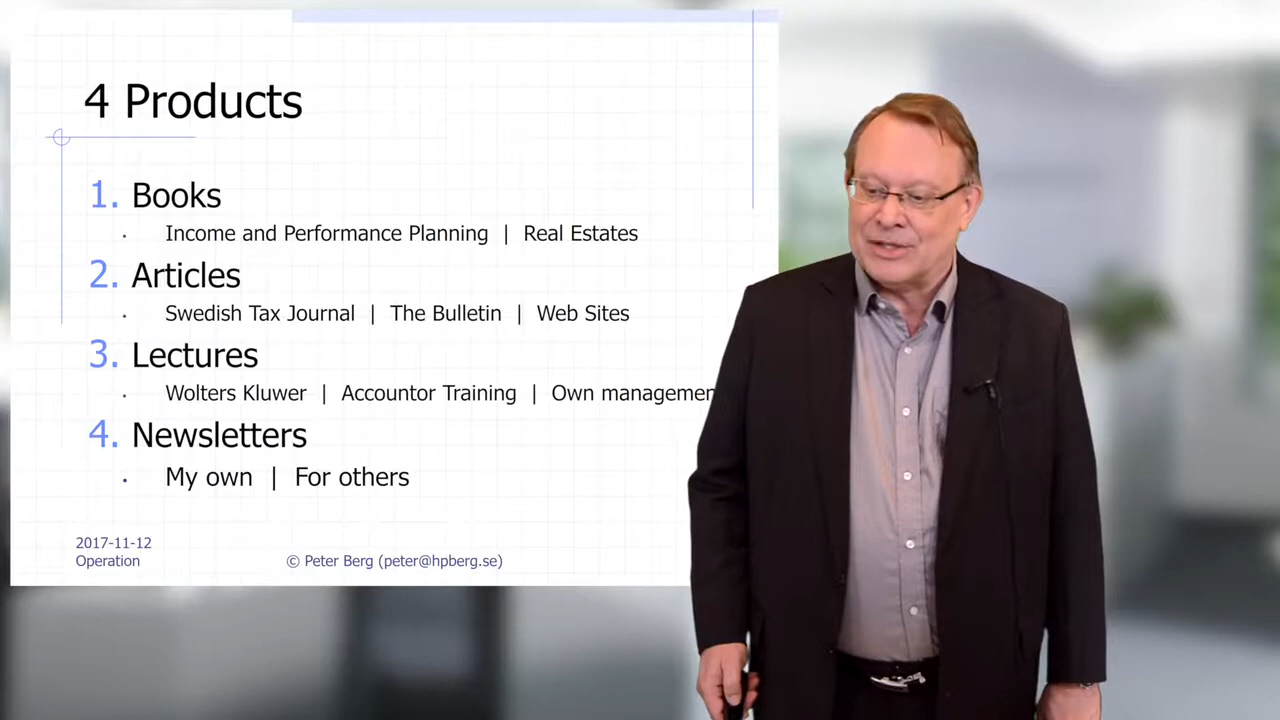 4 Products
1. Books
· Income and Performance Planning | Real Estates
2. Articles
· Swedish Tax Journal | The Bulletin | Web Sites
3. Lectures
· Wolters Kluwer | Accountor Training | Own managemen
4. Newsletters
· My own | For others
2017-11-12
Operation
© Peter Berg (peter@hpberg.se)